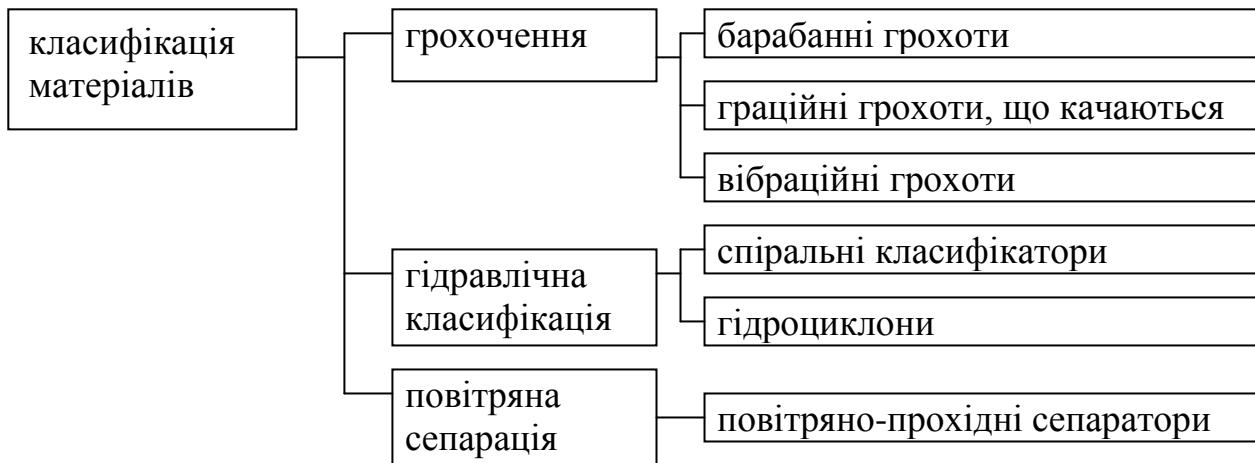 класифікація
матеріалів
грохочення
барабанні грохоти
граційні грохоти, що качаються
вібраційні грохоти
гідравлічна
класифікація
спіральні класифікатори
гідроциклони
повітряна
сепарація
повітряно-прохідні сепаратори